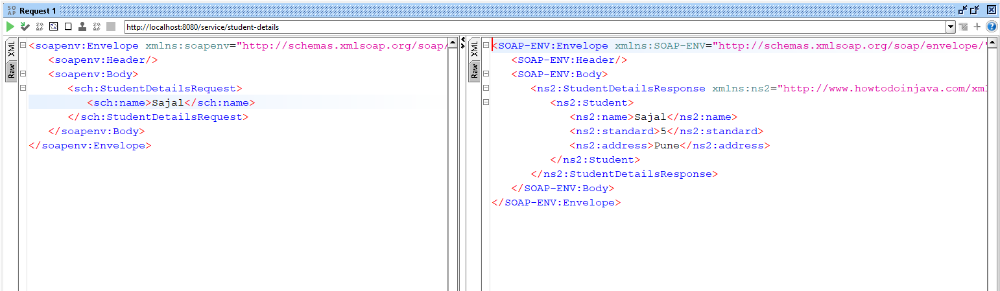 SO
AP
Request 1
http://localhost:8080/service/student-details
XML
Raw
<soapenv:Envelope xmlns:soapenv="http://schemas.xmlsoap.org/soap/
<soapenv:Header/>
<soapenv:Body>
<sch:StudentDetailsRequest>
<sch:name>Sajal</sch:name>
</sch:StudentDetailsRequest>
</soapenv:Body>
</soapenv:Envelope>
XML
Raw
<SOAP-ENV:Envelope xmlns:SOAP-ENV="http://schemas.xmlsoap.org/soap/envelope/"
<SOAP-ENV:Header/>
<SOAP-ENV:Body>
<ns2:StudentDetailsResponse xmlns:ns2="http://www.howtodoinjava.com/xml
<ns2:Student>
<ns2:name>Sajal</ns2:name>
<ns2:standard>5</ns2:standard>
<ns2:address>Pune</ns2:address>
</ns2:Student>
</ns2:StudentDetailsResponse>
</SOAP-ENV:Body>
</SOAP-ENV:Envelope>